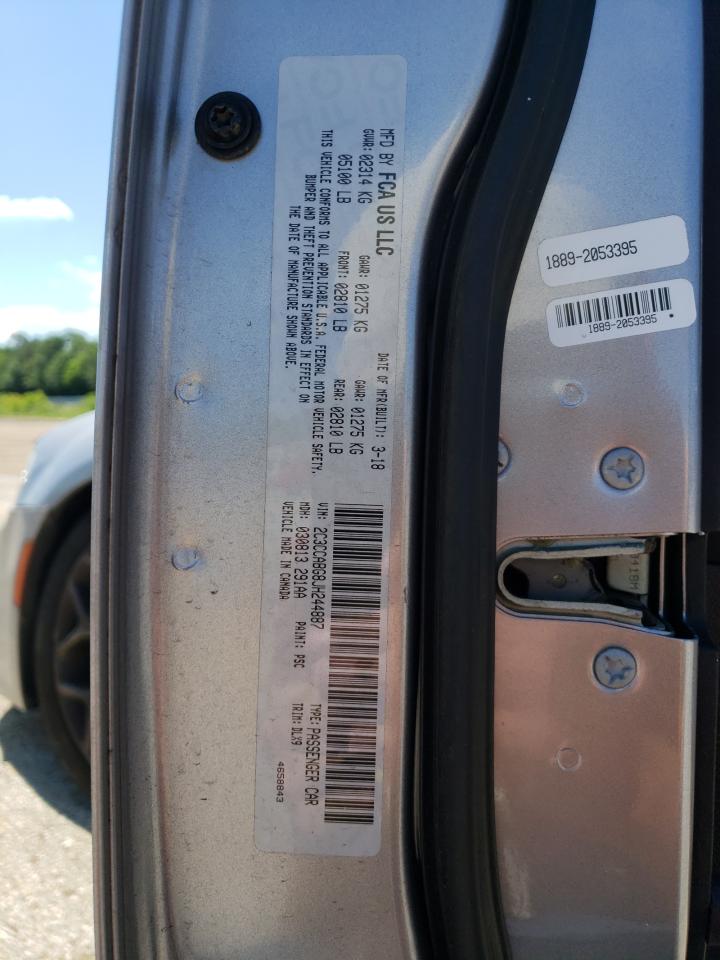 MFD BY FCA US LLC
DATE OF MFR(BUILT): 3-18
GVWR: 02314 KG
GAWR: 01275 KG
GAWR: 01275 KG
05100 LB
FRONT: 02810 LB
REAR: 02810 LB
THIS VEHICLE CONFORMS TO ALL APPLICABLE U.S.A. FEDERAL MOTOR VEHICLE SAFETY,
BUMPER AND THEFT PREVENTION STANDARDS IN EFFECT ON
THE DATE OF MANUFACTURE SHOWN ABOVE.
VIN: 2C3CCABG8JH244887
TYPE: PASSENGER CAR
MDH: 030813 291AA
PAINT: PSC
TRIM: DLX9
VEHICLE MADE IN CANADA
4658843
1889-2053395
1889-2053395